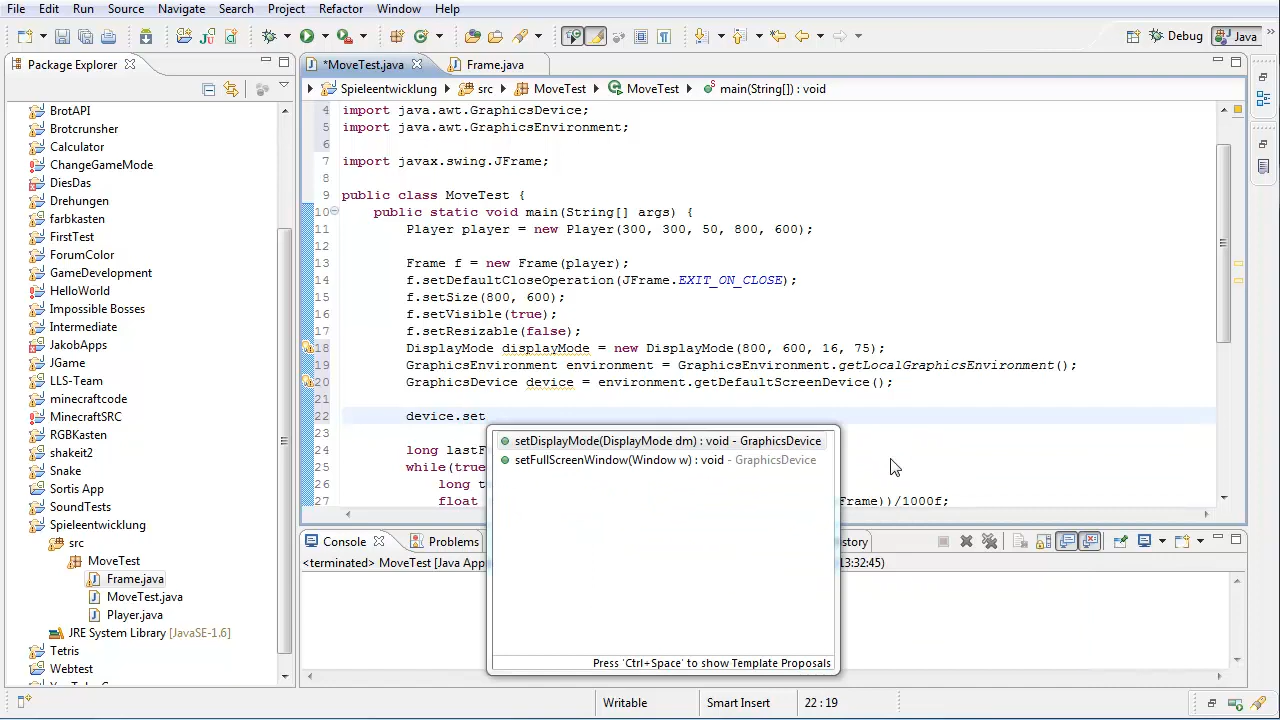 File Edit Run Source Navigate Search Project Refactor Window Help
Debug Java
Package Explorer
*MoveTest.java Frame.java
Spieleentwicklung src MoveTest MoveTest main(String[]) : void
BrotAPI
Brotcrunsher
Calculator
ChangeGameMode
DiesDas
Drehungen
farbkasten
FirstTest
ForumColor
GameDevelopment
HelloWorld
Impossible Bosses
Intermediate
JakobApps
JGame
LLS-Team
minecraftcode
MinecraftSRC
RGBKasten
shakeit2
Snake
Sortis App
SoundTests
Spieleentwicklung
src
MoveTest
Frame.java
MoveTest.java
Player.java
JRE System Library [JavaSE-1.6]
Tetris
Webtest
4 import java.awt.GraphicsDevice;
5 import java.awt.GraphicsEnvironment;
6
7 import javax.swing.JFrame;
8
9 public class MoveTest {
10 public static void main(String[] args) {
11 Player player = new Player(300, 300, 50, 800, 600);
12
13 Frame f = new Frame(player);
14 f.setDefaultCloseOperation(JFrame.EXIT_ON_CLOSE);
15 f.setSize(800, 600);
16 f.setVisible(true);
17 f.setResizable(false);
18 DisplayMode displayMode = new DisplayMode(800, 600, 16, 75);
19 GraphicsEnvironment environment = GraphicsEnvironment.getLocalGraphicsEnvironment();
20 GraphicsDevice device = environment.getDefaultScreenDevice();
21
22 device.set
23
24 long lastF
25 while(true
26 long t
27 float Frame))/1000f;
setDisplayMode(DisplayMode dm) : void - GraphicsDevice
setFullScreenWindow(Window w) : void - GraphicsDevice
Press 'Ctrl+Space' to show Template Proposals
Console Problems story
<terminated> MoveTest [Java App 13:32:45)
Writable Smart Insert 22 : 19